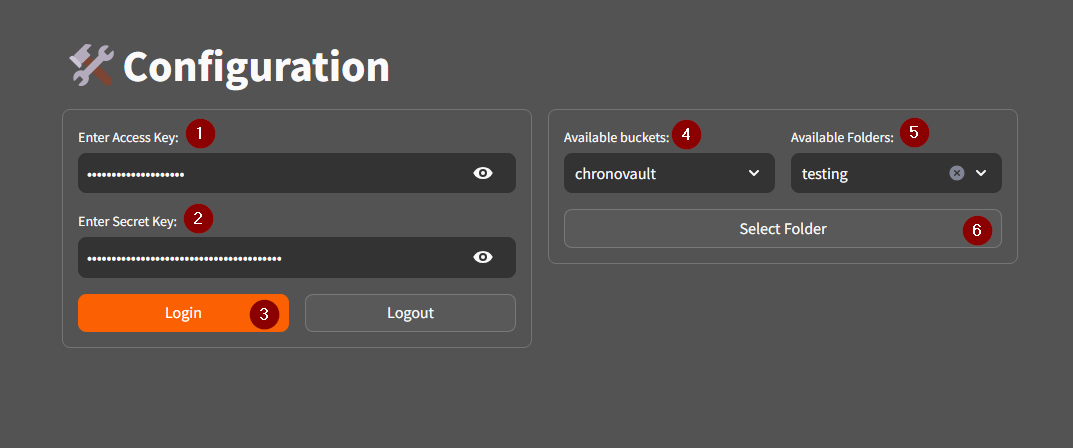 Configuration
Enter Access Key: 1
••••••••••••••••••••
Enter Secret Key: 2
••••••••••••••••••••••••••••••••••••••••
Login 3
Logout
Available buckets: 4
chronovault
Available Folders: 5
testing
Select Folder 6